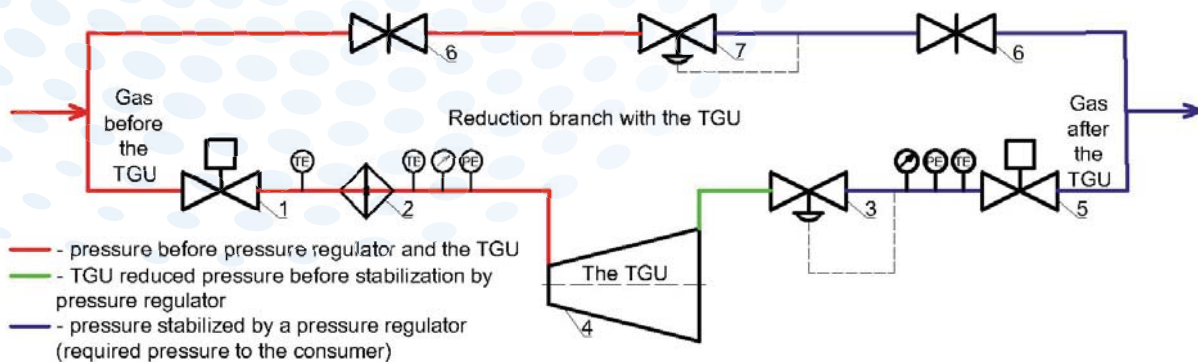 6
7
6
Gas
before
the
TGU
Reduction branch with the TGU
Gas
after
the
TGU
TE
TE
PE
PE
TE
1
2
3
5
The TGU
4
- pressure before pressure regulator and the TGU
- TGU reduced pressure before stabilization by
pressure regulator
- pressure stabilized by a pressure regulator
(required pressure to the consumer)